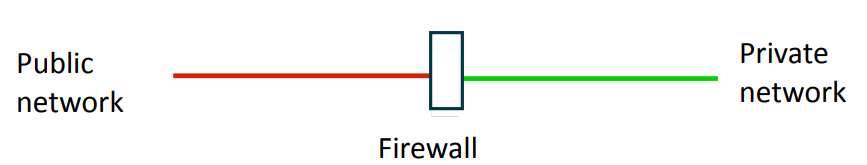 Public
network
Firewall
Private
network